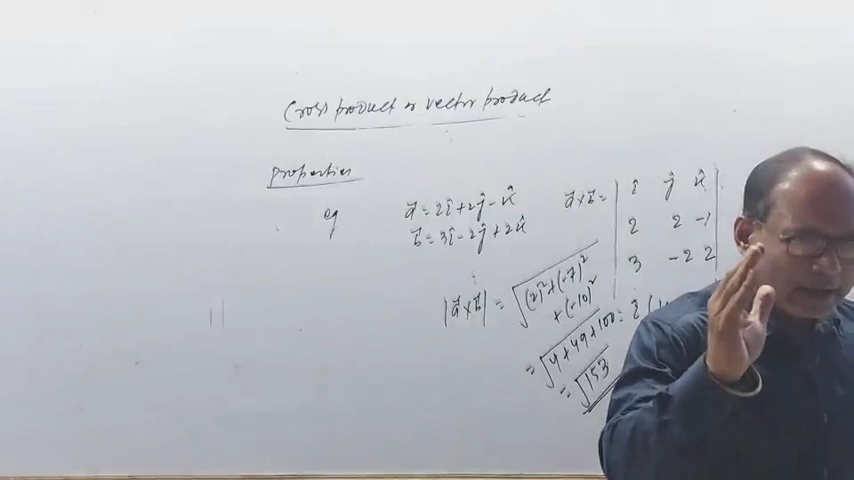 Cross product or vector product
properties
eg
a⃗ = 2î + 2ĵ - k̂
b⃗ = 3î - 2ĵ + 2k̂
a⃗ × b⃗ = | î ĵ k̂
2 2 -1
3 -2 2 |
|a⃗ × b⃗| = √(2)² + (-7)²
+ (-10)²
= √4 + 49 + 100
= √153
= î (